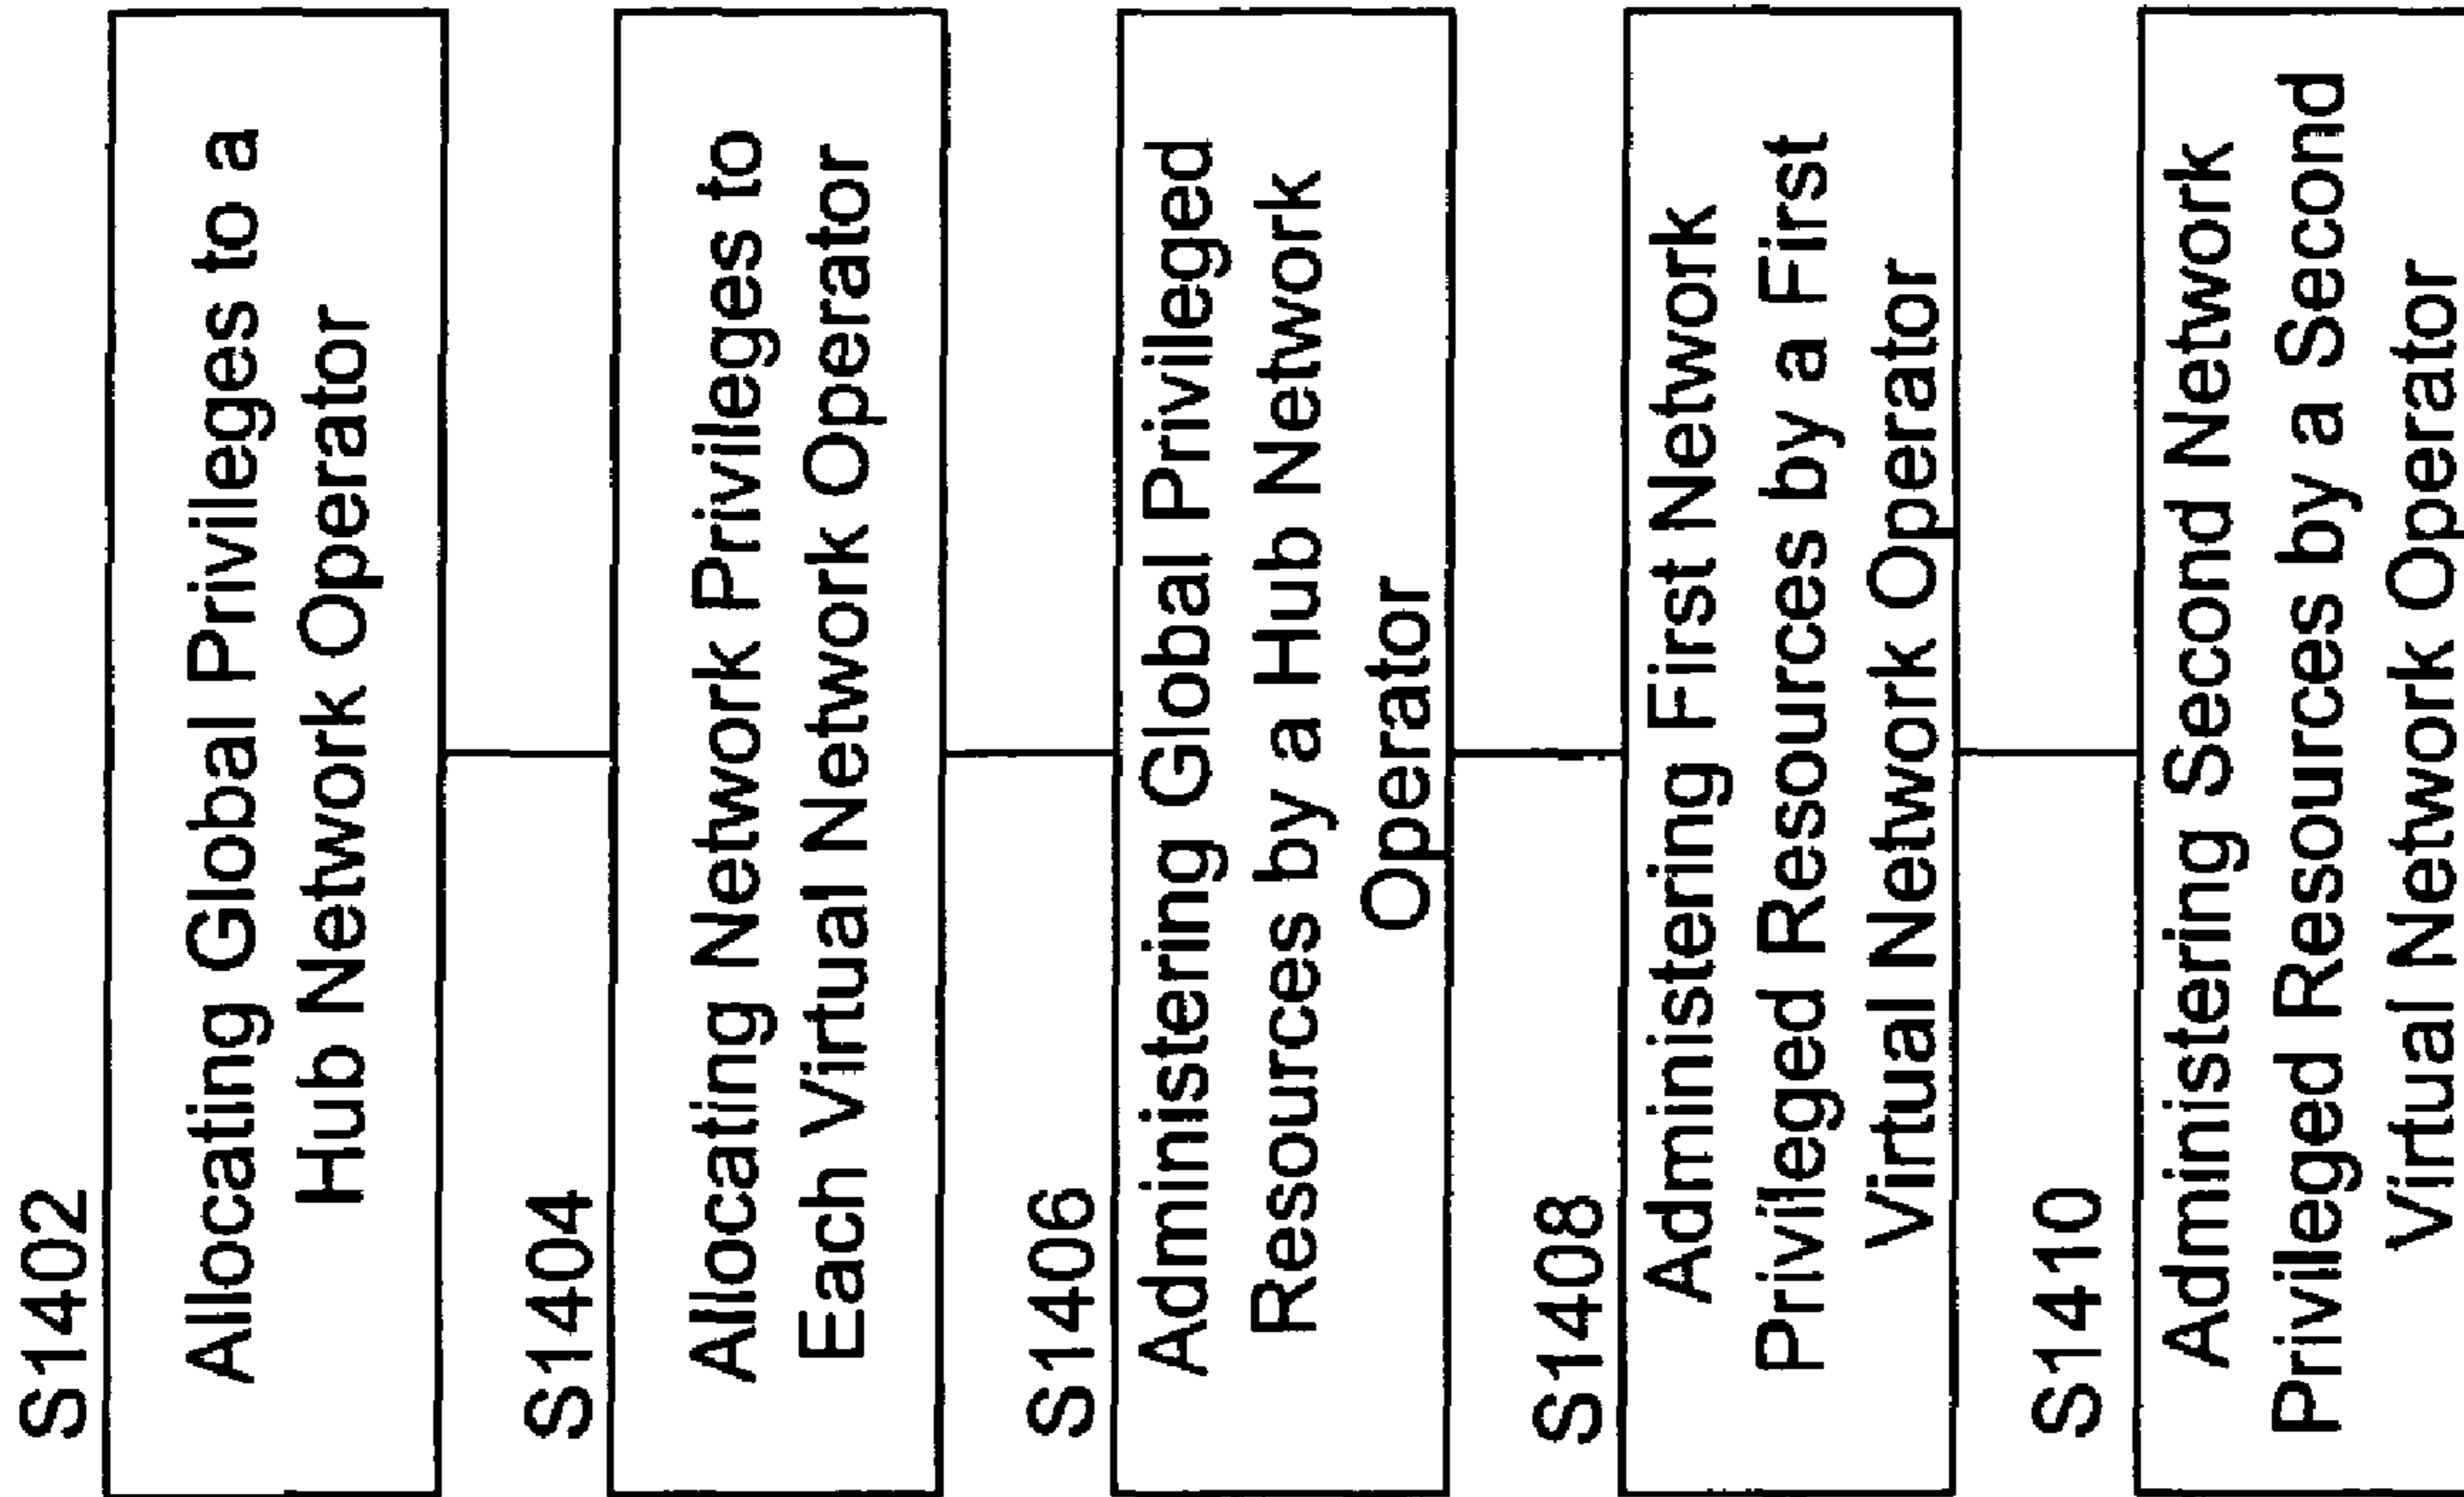 S1402
Allocating Global Privileges to a
Hub Network Operator
S1404
Allocating Network Privileges to
Each Virtual Network Operator
S1406
Administering Global Privileged
Resources by a Hub Network
Operator
S1408
Administering First Network
Privileged Resources by a First
Virtual Network Operator
S1410
Administering Second Network
Privileged Resources by a Second
Virtual Network Operator